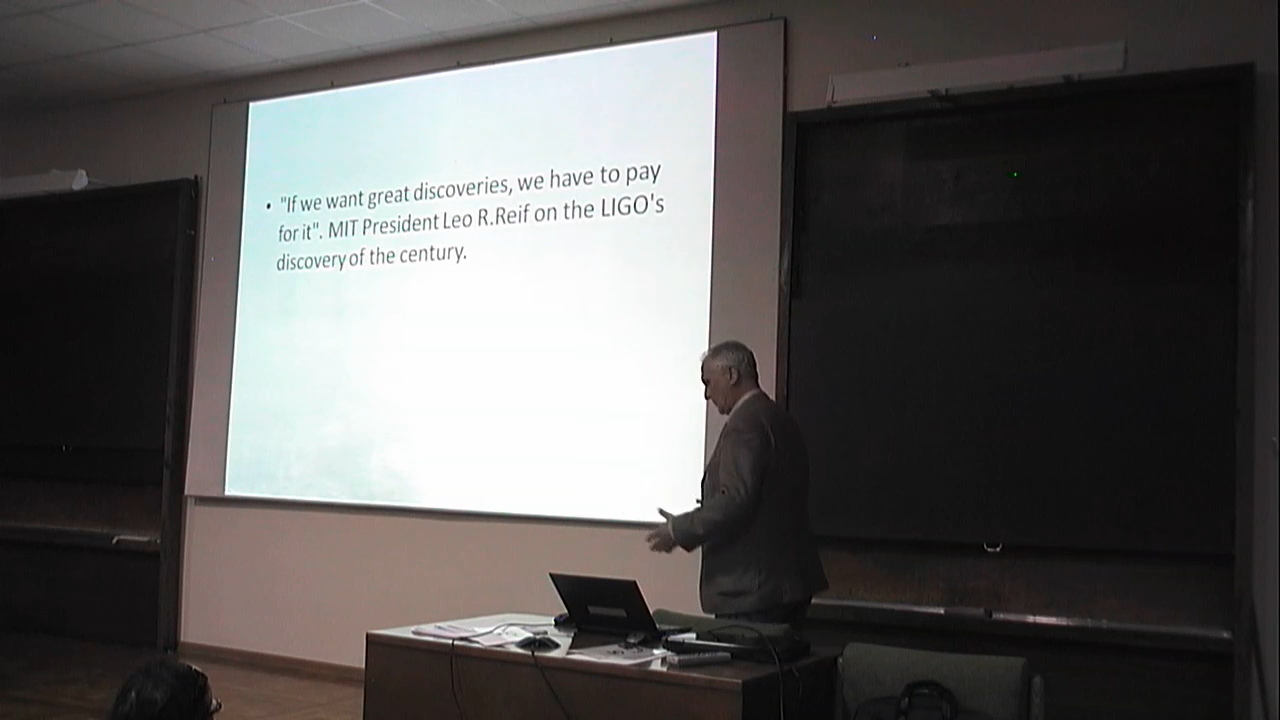 • "If we want great discoveries, we have to pay
for it". MIT President Leo R.Reif on the LIGO's
discovery of the century.